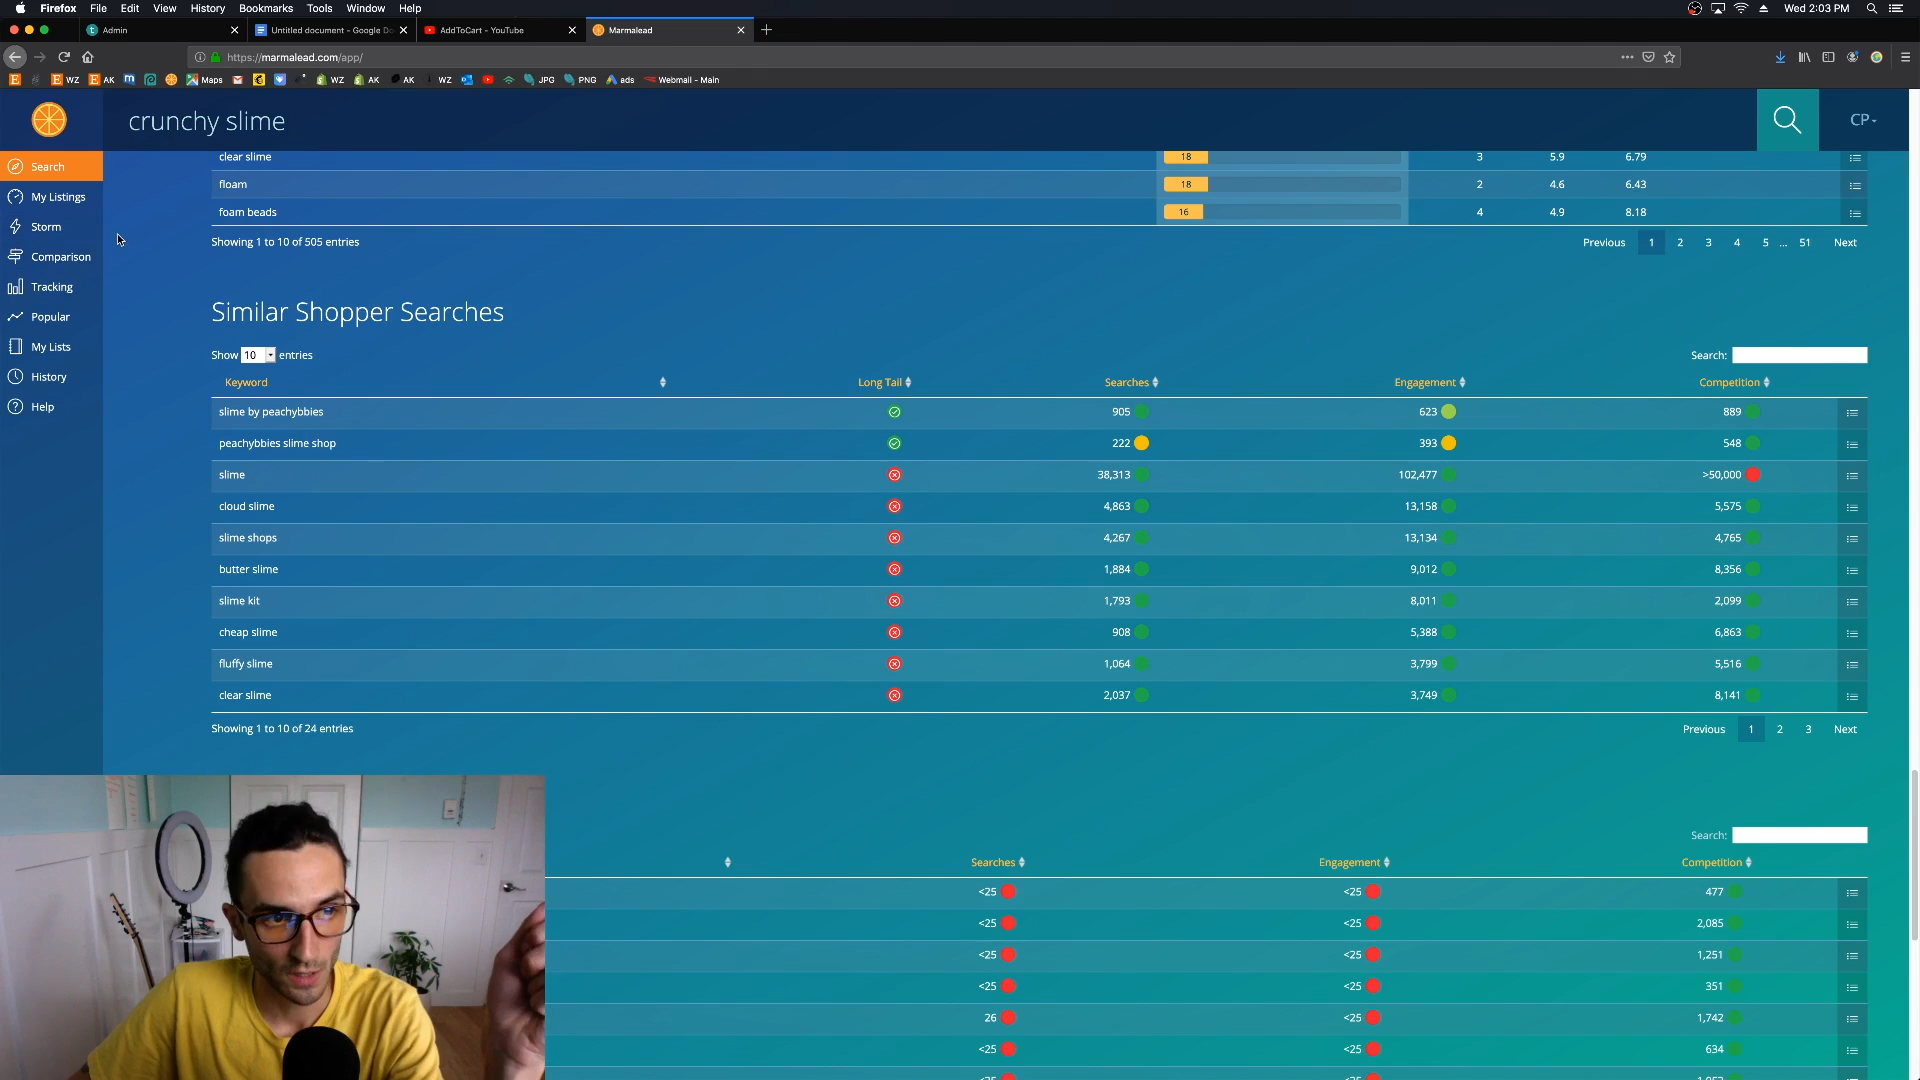 Firefox File Edit View History Bookmarks Tools Window Help Wed 2:03 PM
Admin Untitled document - Google Do AddToCart - YouTube Marmalead
https://marmalead.com/app/
WZ AK Maps WZ AK AK WZ JPG PNG ads Webmail - Main
crunchy slime CP
Search
My Listings
Storm
Comparison
Tracking
Popular
My Lists
History
Help
clear slime 18 3 5.9 6.79
floam 18 2 4.6 6.43
foam beads 16 4 4.9 8.18
Showing 1 to 10 of 505 entries Previous 1 2 3 4 5 ... 51 Next
Similar Shopper Searches
Show 10 entries Search:
Keyword Long Tail Searches Engagement Competition
slime by peachybbies 905 623 889
peachybbies slime shop 222 393 548
slime 38,313 102,477 >50,000
cloud slime 4,863 13,158 5,575
slime shops 4,267 13,134 4,765
butter slime 1,884 9,012 8,356
slime kit 1,793 8,011 2,099
cheap slime 908 5,388 6,863
fluffy slime 1,064 3,799 5,516
clear slime 2,037 3,749 8,141
Showing 1 to 10 of 24 entries Previous 1 2 3 Next
Search:
Searches Engagement Competition
<25 <25 477
<25 <25 2,085
<25 <25 1,251
<25 <25 351
26 <25 1,742
<25 <25 634